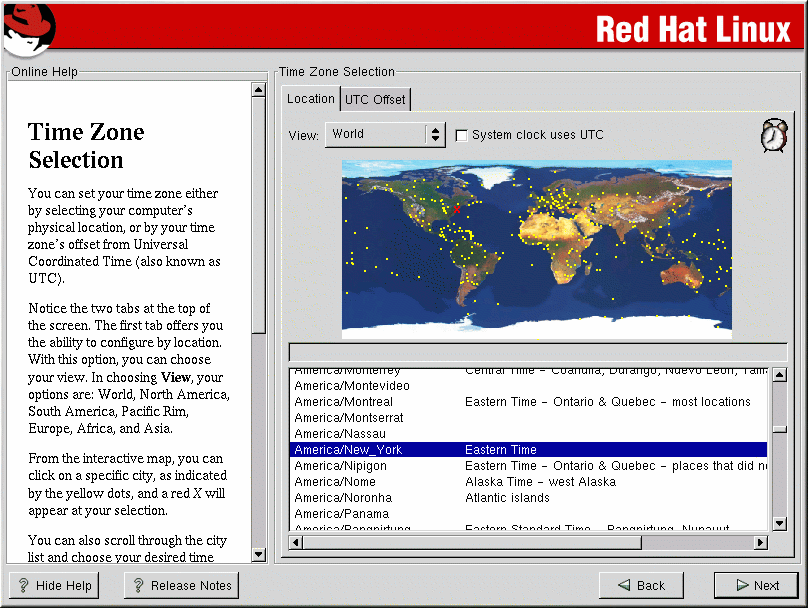 Red Hat Linux
Online Help
Time Zone
Selection
You can set your time zone either
by selecting your computer's
physical location, or by your time
zone's offset from Universal
Coordinated Time (also known as
UTC).
Notice the two tabs at the top of
the screen. The first tab offers you
the ability to configure by location.
With this option, you can choose
your view. In choosing View, your
options are: World, North America,
South America, Pacific Rim,
Europe, Africa, and Asia.
From the interactive map, you can
click on a specific city, as indicated
by the yellow dots, and a red X will
appear at your selection.
You can also scroll through the city
list and choose your desired time
Time Zone Selection
Location UTC Offset
View: World System clock uses UTC
America/Monterrey Central Time - Coahuila, Durango, Nuevo Leon, Tam
America/Montevideo
America/Montreal Eastern Time - Ontario & Quebec - most locations
America/Montserrat
America/Nassau
America/New_York Eastern Time
America/Nipigon Eastern Time - Ontario & Quebec - places that did n
America/Nome Alaska Time - west Alaska
America/Noronha Atlantic islands
America/Panama
America/Pangnirtung Eastern Standard Time - Pangnirtung, Nunavut
Hide Help Release Notes Back Next